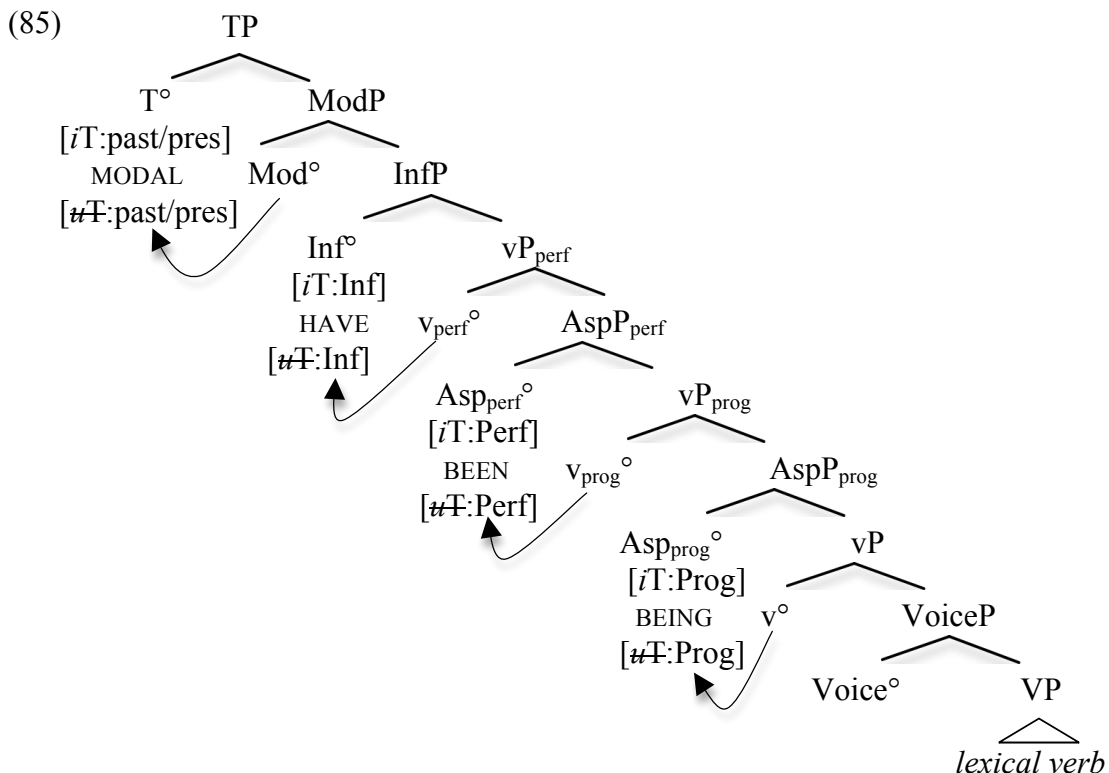 (85)
TP
T° ModP
[iT:past/pres]
MODAL Mod° InfP
[uT:past/pres]
Inf° vPperf
[iT:Inf]
HAVE vperf° AspPperf
[uT:Inf]
Aspperf° vPprog
[iT:Perf]
BEEN vprog° AspPprog
[uT:Perf]
Aspprog° vP
[iT:Prog]
BEING v° VoiceP
[uT:Prog]
Voice° VP
lexical verb